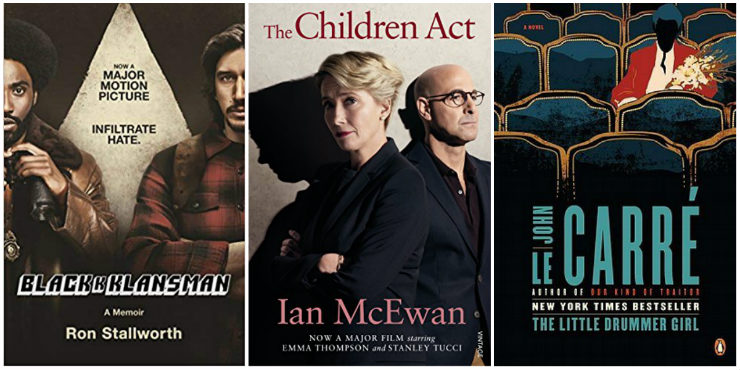 NOW A
MAJOR
MOTION
PICTURE
INFILTRATE
HATE.
BLACKKKLANSMAN
A Memoir
Ron Stallworth
The Children Act
Ian McEwan
NOW A MAJOR FILM starring
EMMA THOMPSON and STANLEY TUCCI
VINTAGE
A NOVEL
JOHN
LE CARRÉ
AUTHOR OF OUR KIND OF TRAITOR
NEW YORK TIMES BESTSELLER
THE LITTLE DRUMMER GIRL